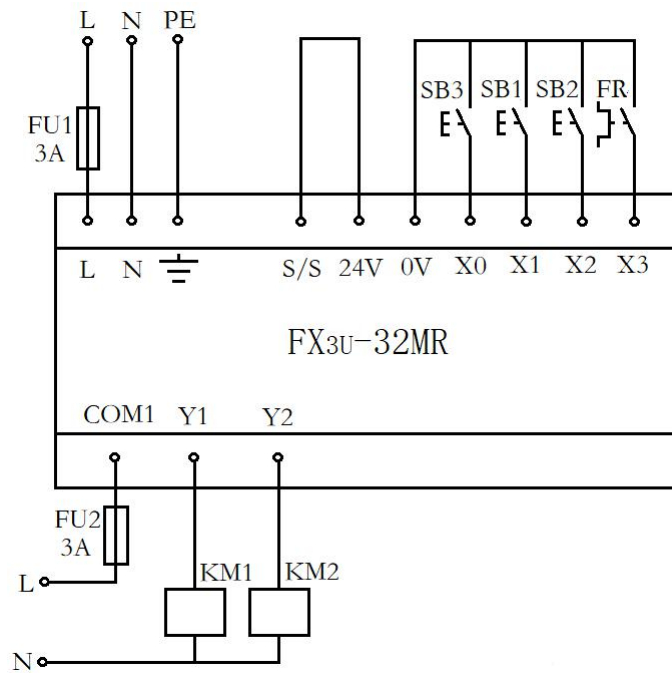 L N PE
SB3 SB1 SB2 FR
FU1
3A
L N S/S 24V 0V X0 X1 X2 X3
FX3U-32MR
COM1 Y1 Y2
FU2
3A
KM1 KM2
L
N